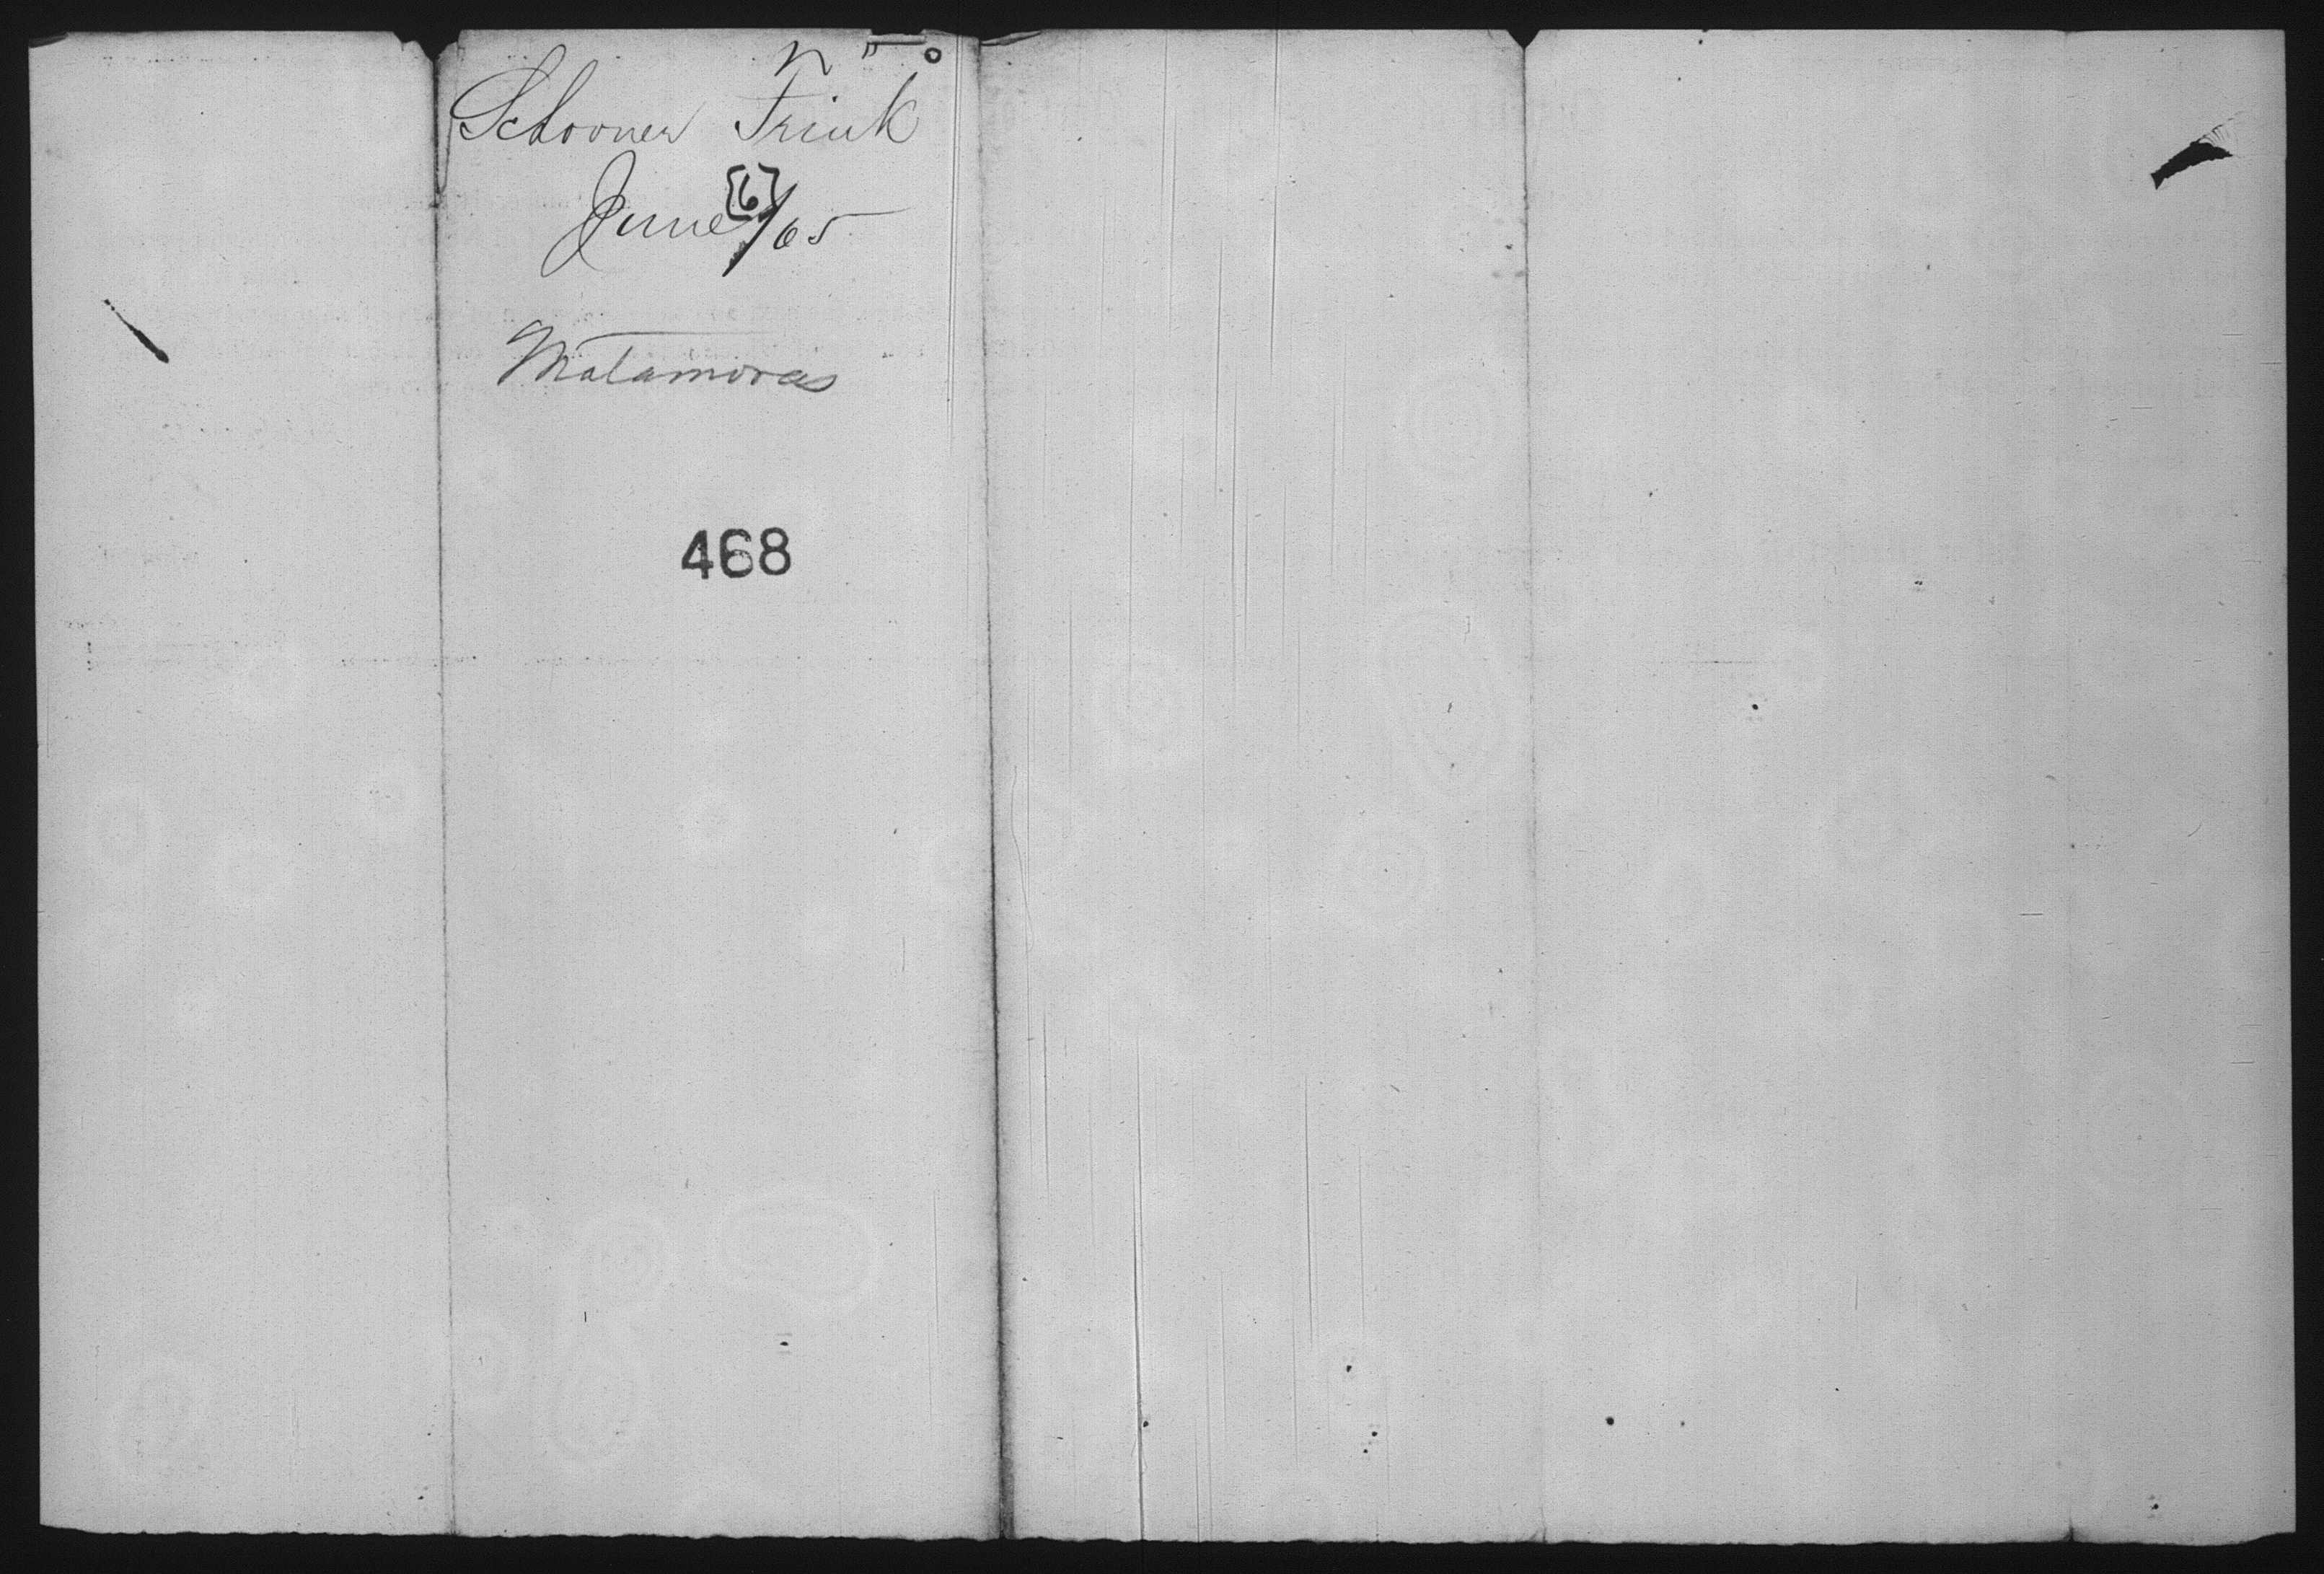 Schooner Frink
June [6]/65
Matamoras
468